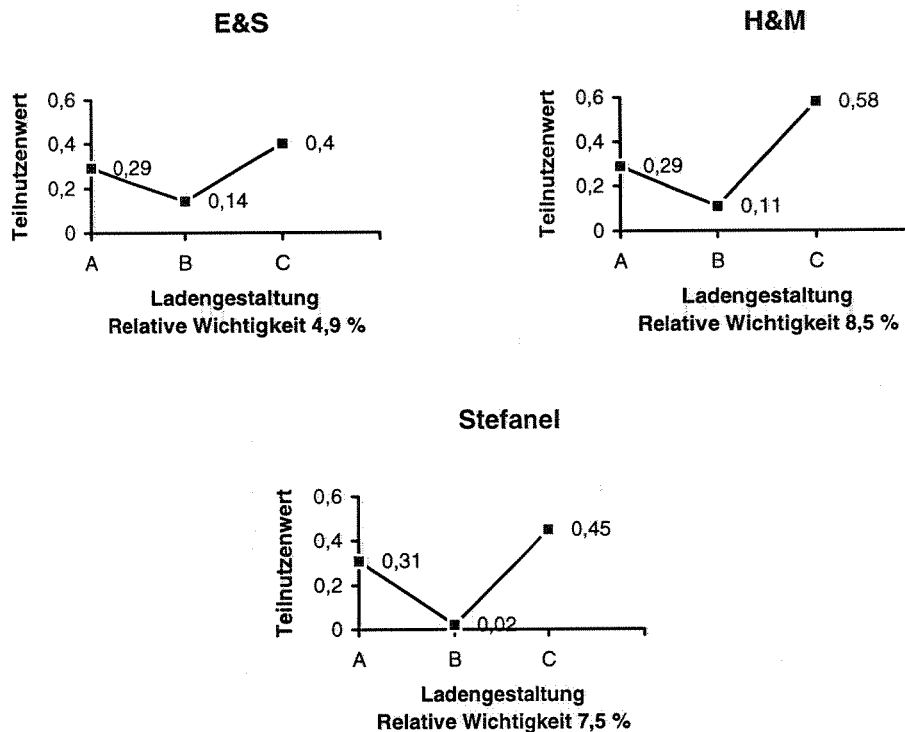 E&S
Teilnutzenwert
0,6
0,4
0,2
0
0,29
0,14
0,4
A B C
Ladengestaltung
Relative Wichtigkeit 4,9 %
H&M
Teilnutzenwert
0,6
0,4
0,2
0
0,29
0,11
0,58
A B C
Ladengestaltung
Relative Wichtigkeit 8,5 %
Stefanel
Teilnutzenwert
0,6
0,4
0,2
0
0,31
0,02
0,45
A B C
Ladengestaltung
Relative Wichtigkeit 7,5 %